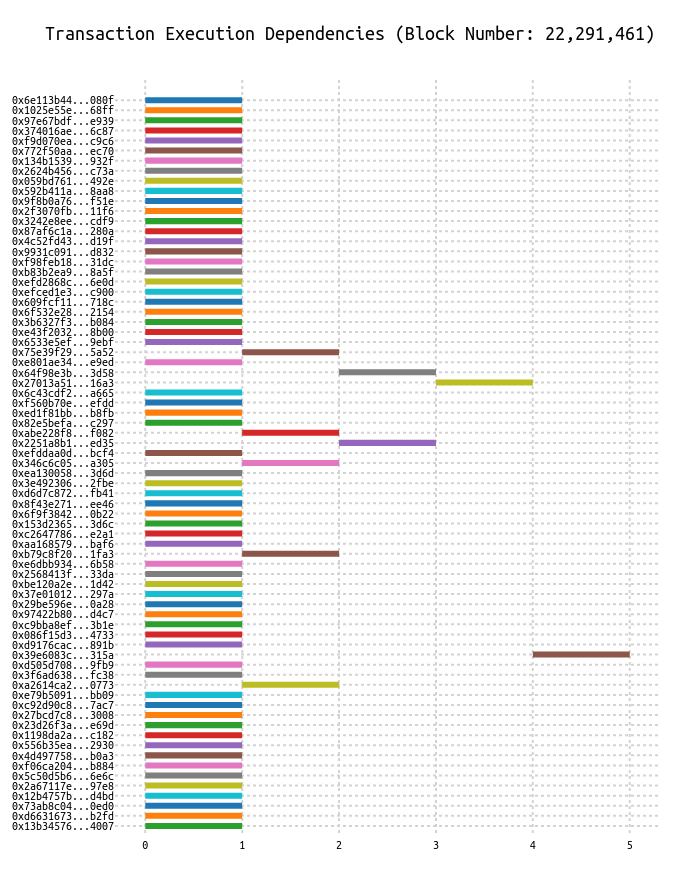 Transaction Execution Dependencies (Block Number: 22,291,461)
0x6e113b44...080f
0x1025e55e...68ff
0x97e67bdf...e939
0x374016ae...6c87
0xf9d070ea...c9c6
0x772f50aa...ec70
0x134b1539...932f
0x2624b456...c73a
0x059bd761...492e
0x592b411a...8aa8
0x9f8b0a76...f51e
0x2f3070fb...11f6
0x3242e8ee...cdf9
0x87af6c1a...280a
0x4c52fd43...d19f
0x9931c091...d832
0xf98feb18...31dc
0xb83b2ea9...8a5f
0xefd2868c...6e0d
0xefced1e3...c900
0x609fcf11...718c
0x6f532e28...2154
0x3b6327f3...b084
0xe43f2032...8b00
0x6533e5ef...9ebf
0x75e39f29...5a52
0xe801ae34...e9ed
0x64f98e3b...3d58
0x27013a51...16a3
0x6c43cdf2...a665
0xf560b70e...efdd
0xed1f81bb...b8fb
0x82e5befa...c297
0xabe228f8...f082
0x2251a8b1...ed35
0xefddaa0d...bcf4
0x346c6c05...a305
0xea130058...3d6d
0x3e492306...2fbe
0xd6d7c872...fb41
0x8f43e271...ee46
0x6f9f3842...0b22
0x153d2365...3d6c
0xc2647786...e2a1
0xaa168579...baf6
0xb79c8f20...1fa3
0xe6dbb934...6b58
0x2568413f...33da
0xbe120a2e...1d42
0x37e01012...297a
0x29be596e...0a28
0x97422b80...d4c7
0xc9bba8ef...3b1e
0x086f15d3...4733
0xd9176cac...891b
0x39e6083c...315a
0xd505d708...9fb9
0x3f6ad638...fc38
0xa2614ca2...0773
0xe79b5091...bb09
0xc92d90c8...7ac7
0x27bcd7c8...3008
0x23d26f3a...e69d
0x1198da2a...c182
0x556b35ea...2930
0x4d497758...b0a3
0xf06ca204...b884
0x5c50d5b6...6e6c
0x2a67117e...97e8
0x12b4757b...d4bd
0x73ab8c04...0ed0
0xd6631673...b2fd
0x13b34576...4007
0 1 2 3 4 5